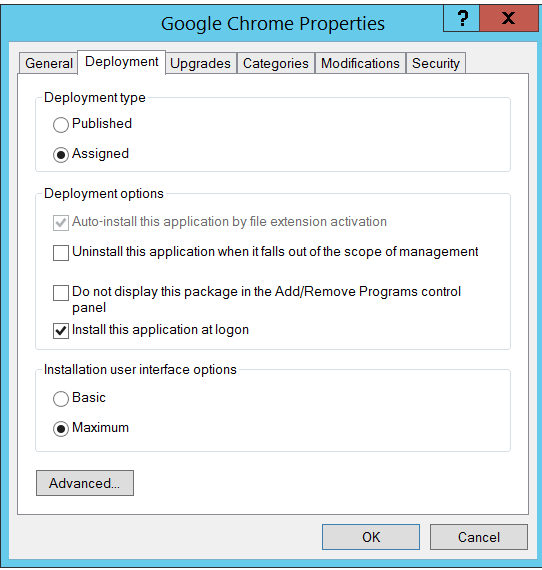 Google Chrome Properties
?
X
General Deployment Upgrades Categories Modifications Security
Deployment type
Published
Assigned
Deployment options
Auto-install this application by file extension activation
Uninstall this application when it falls out of the scope of management
Do not display this package in the Add/Remove Programs control
panel
Install this application at logon
Installation user interface options
Basic
Maximum
Advanced...
OK Cancel